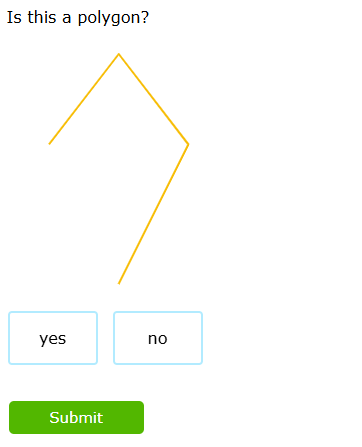 Is this a polygon?
yes
no
Submit